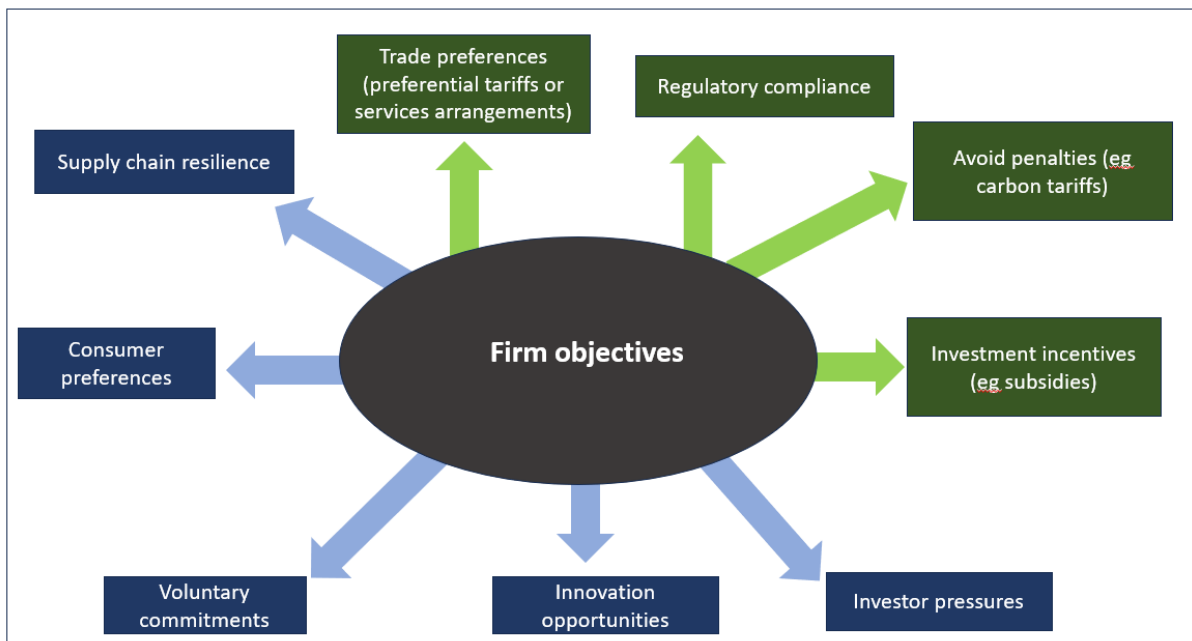 Trade preferences
(preferential tariffs or
services arrangements)
Regulatory compliance
Supply chain resilience
Avoid penalties (eg
carbon tariffs)
Firm objectives
Consumer
preferences
Investment incentives
(eg subsidies)
Voluntary
commitments
Innovation
opportunities
Investor pressures